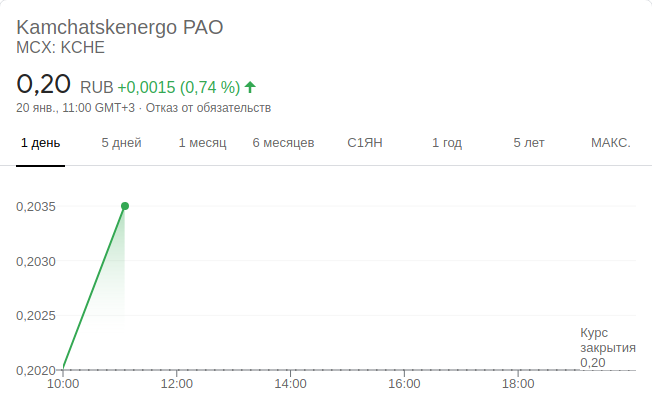 Kamchatskenergo PAO
MCX: KCHE
0,20 RUB +0,0015 (0,74 %)
20 янв., 11:00 GMT+3 · Отказ от обязательств
1 день 5 дней 1 месяц 6 месяцев С1ЯН 1 год 5 лет МАКС.
0,2035
0,2030
0,2025
Курс
закрытия
0,20
0,2020
10:00 12:00 14:00 16:00 18:00